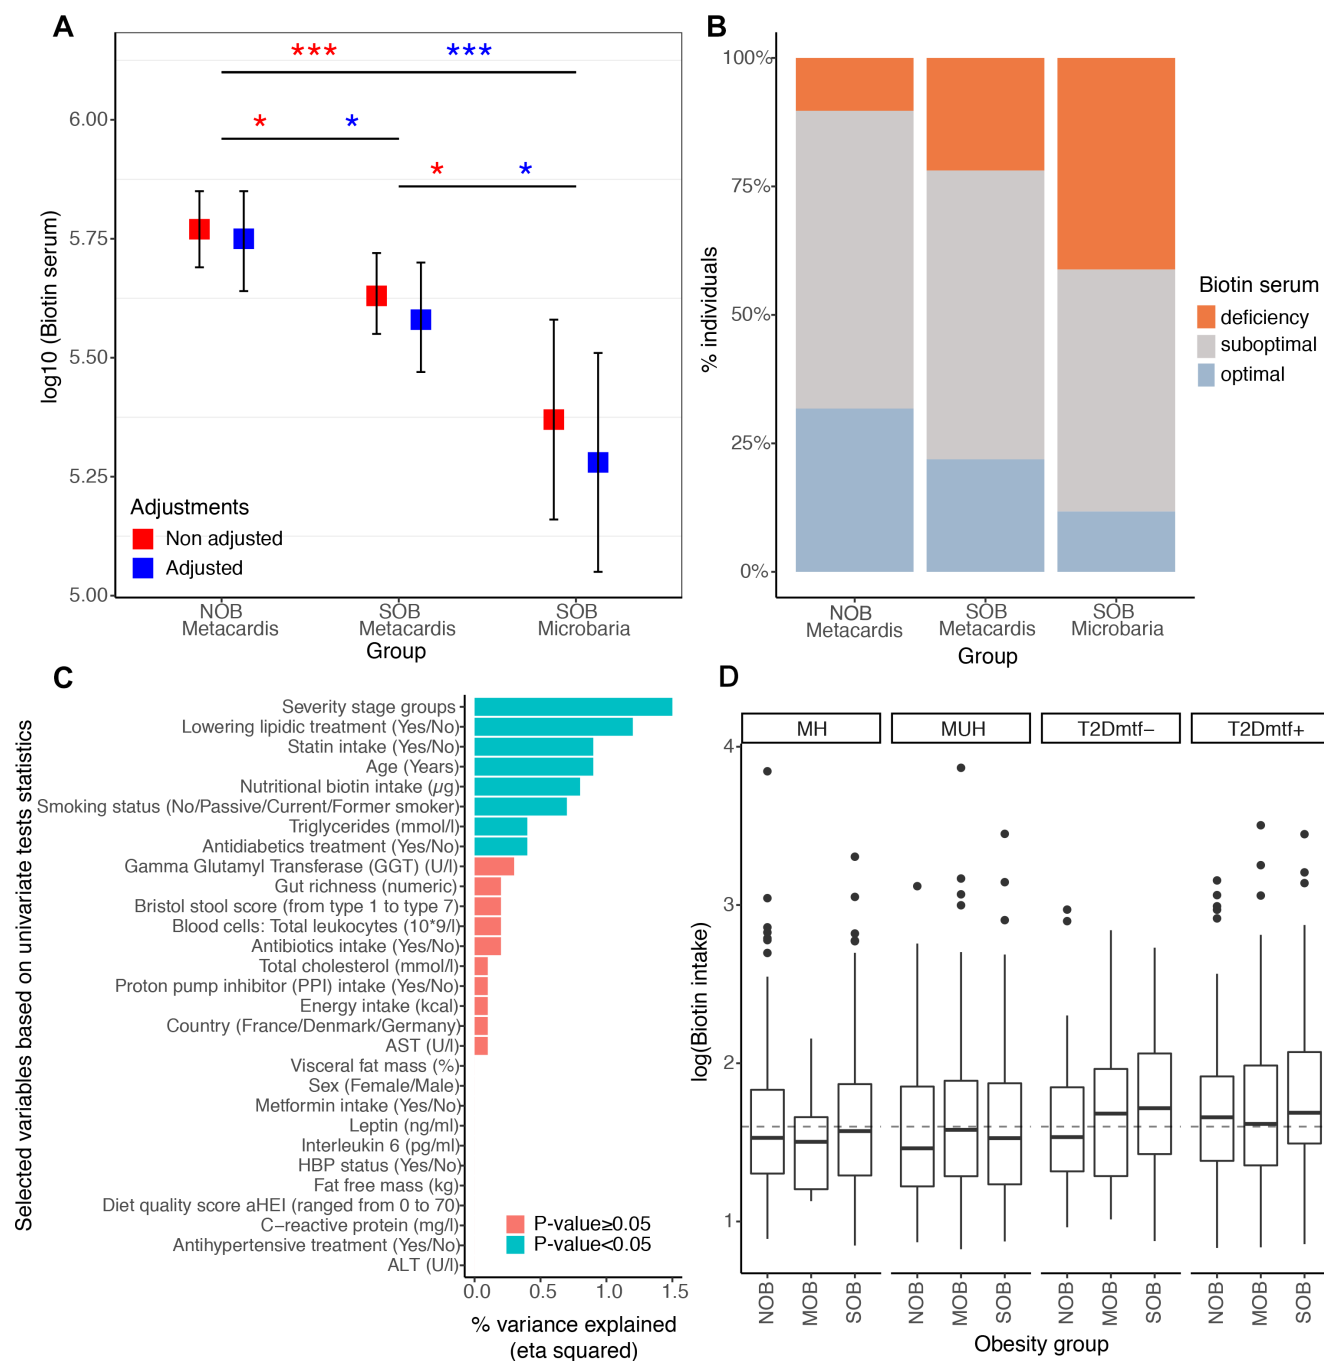 A
***
***
*
*
*
*
log10 (Biotin serum)
6.00
5.75
5.50
5.25
5.00
Adjustments
Non adjusted
Adjusted
NOB
Metacardis
SOB
Metacardis
SOB
Microbaria
Group
B
% individuals
100%
75%
50%
25%
0%
NOB
Metacardis
SOB
Metacardis
SOB
Microbaria
Group
Biotin serum
deficiency
suboptimal
optimal
C
Selected variables based on univariate tests statistics
Severity stage groups
Lowering lipidic treatment (Yes/No)
Statin intake (Yes/No)
Age (Years)
Nutritional biotin intake (µg)
Smoking status (No/Passive/Current/Former smoker)
Triglycerides (mmol/l)
Antidiabetics treatment (Yes/No)
Gamma Glutamyl Transferase (GGT) (U/l)
Gut richness (numeric)
Bristol stool score (from type 1 to type 7)
Blood cells: Total leukocytes (10*9/l)
Antibiotics intake (Yes/No)
Total cholesterol (mmol/l)
Proton pump inhibitor (PPI) intake (Yes/No)
Energy intake (kcal)
Country (France/Denmark/Germany)
AST (U/l)
Visceral fat mass (%)
Sex (Female/Male)
Metformin intake (Yes/No)
Leptin (ng/ml)
Interleukin 6 (pg/ml)
HBP status (Yes/No)
Fat free mass (kg)
Diet quality score aHEI (ranged from 0 to 70)
C−reactive protein (mg/l)
Antihypertensive treatment (Yes/No)
ALT (U/l)
P-value≥0.05
P-value<0.05
0.0 0.5 1.0 1.5
% variance explained
(eta squared)
D
MH MUH T2Dmtf− T2Dmtf+
log(Biotin intake)
4
3
2
1
NOB MOB SOB NOB MOB SOB NOB MOB SOB NOB MOB SOB
Obesity group